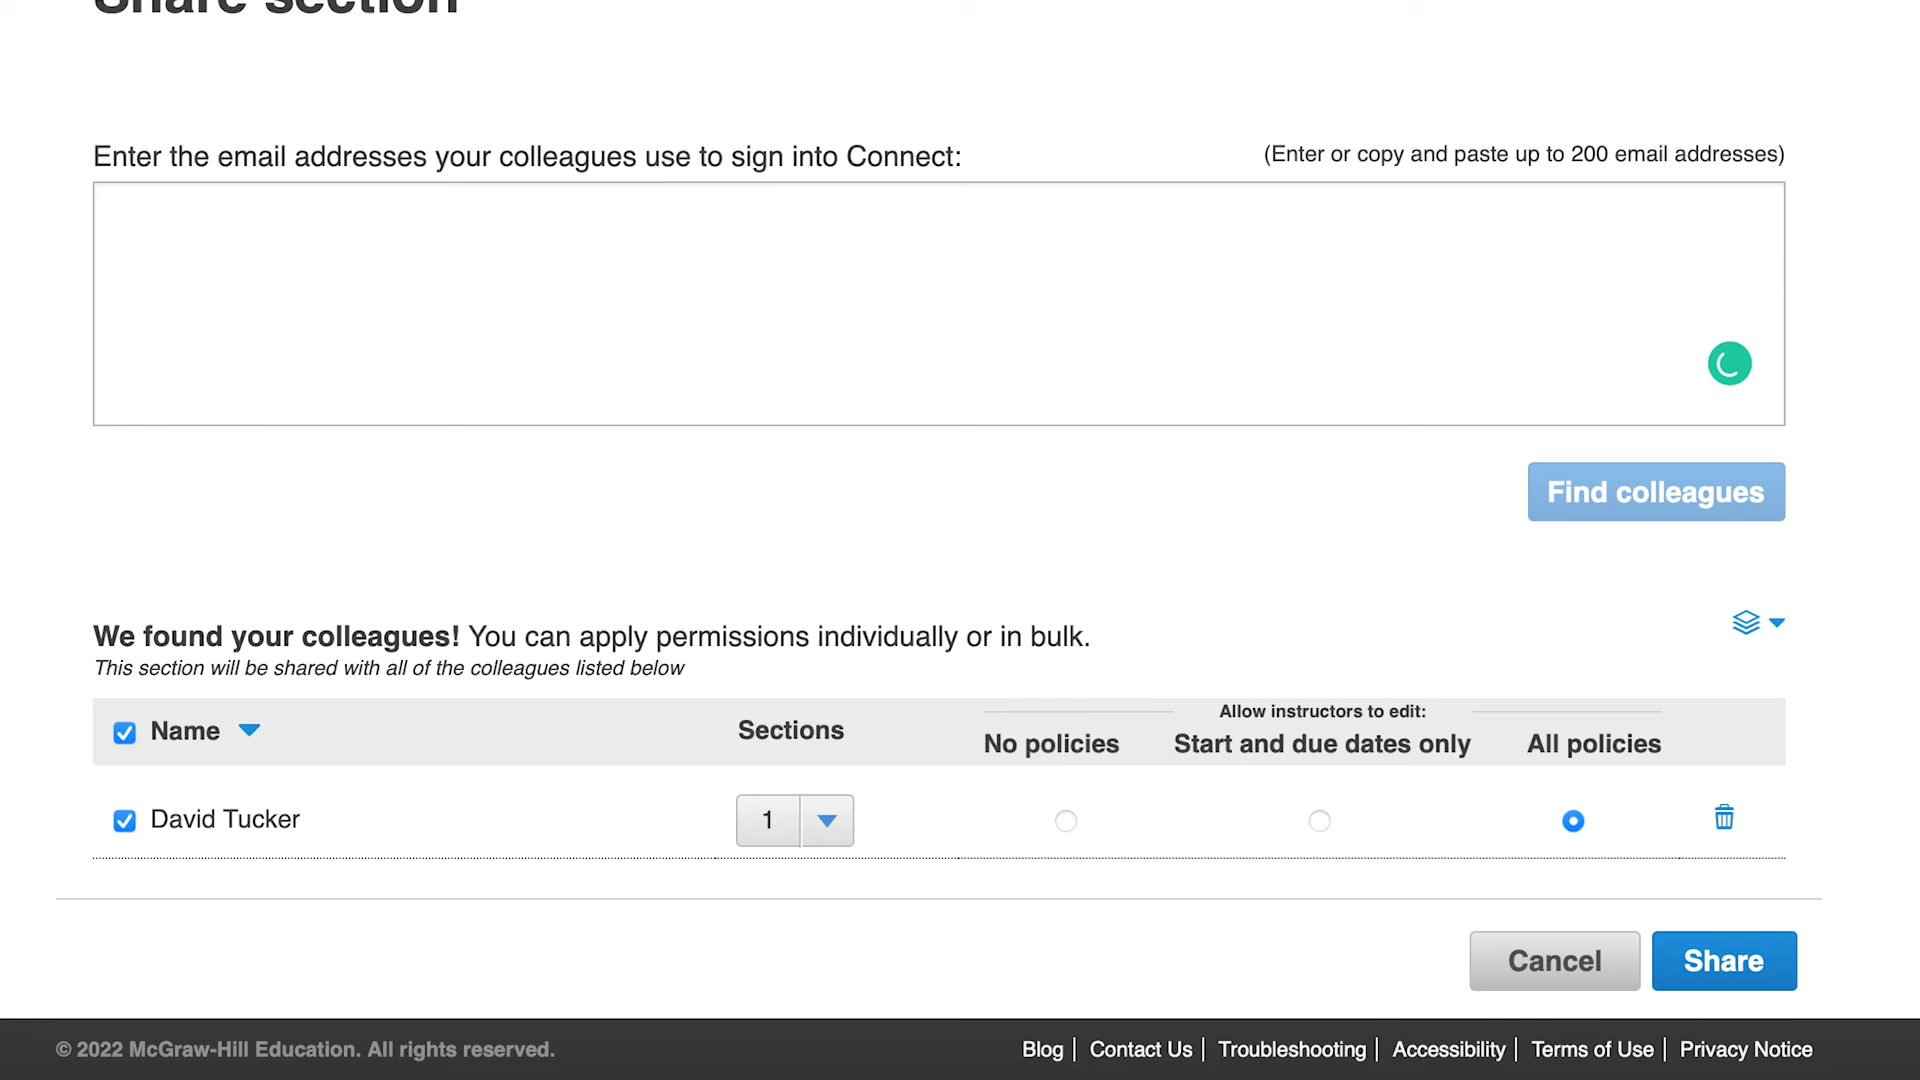 Share section
Enter the email addresses your colleagues use to sign into Connect:
(Enter or copy and paste up to 200 email addresses)
Find colleagues
We found your colleagues! You can apply permissions individually or in bulk.
This section will be shared with all of the colleagues listed below
Allow instructors to edit:
Name Sections No policies Start and due dates only All policies
David Tucker 1
Cancel Share
© 2022 McGraw-Hill Education. All rights reserved. Blog | Contact Us | Troubleshooting | Accessibility | Terms of Use | Privacy Notice